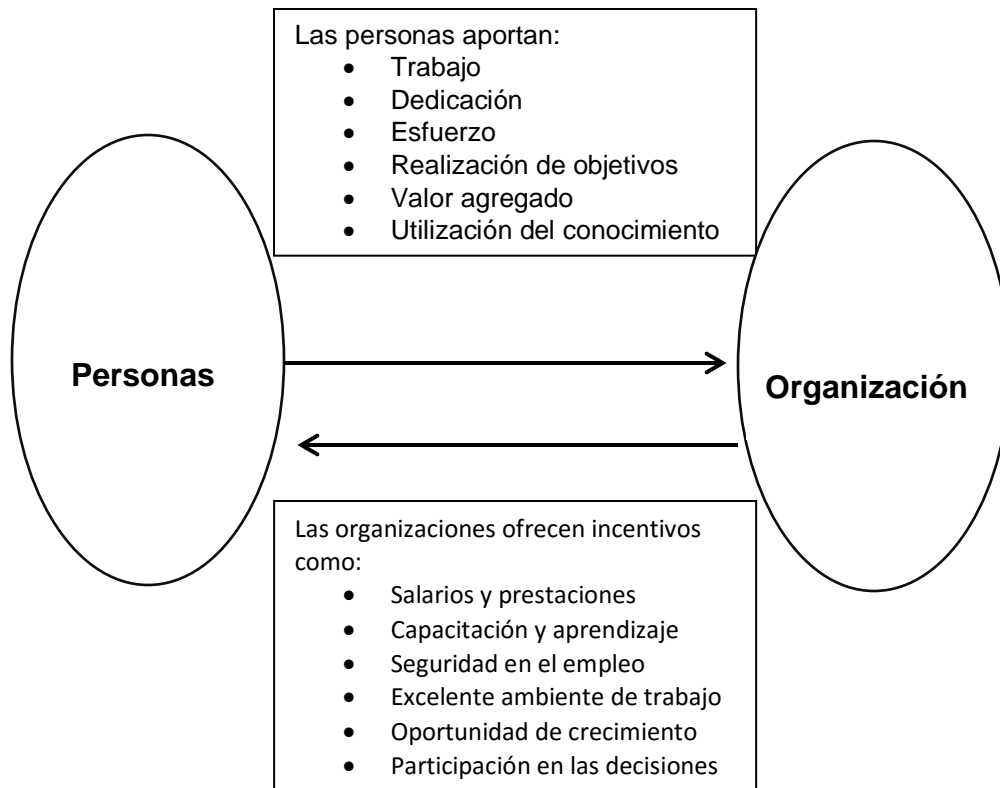 Las personas aportan:
• Trabajo
• Dedicación
• Esfuerzo
• Realización de objetivos
• Valor agregado
• Utilización del conocimiento
Personas
Organización
Las organizaciones ofrecen incentivos
como:
• Salarios y prestaciones
• Capacitación y aprendizaje
• Seguridad en el empleo
• Excelente ambiente de trabajo
• Oportunidad de crecimiento
• Participación en las decisiones